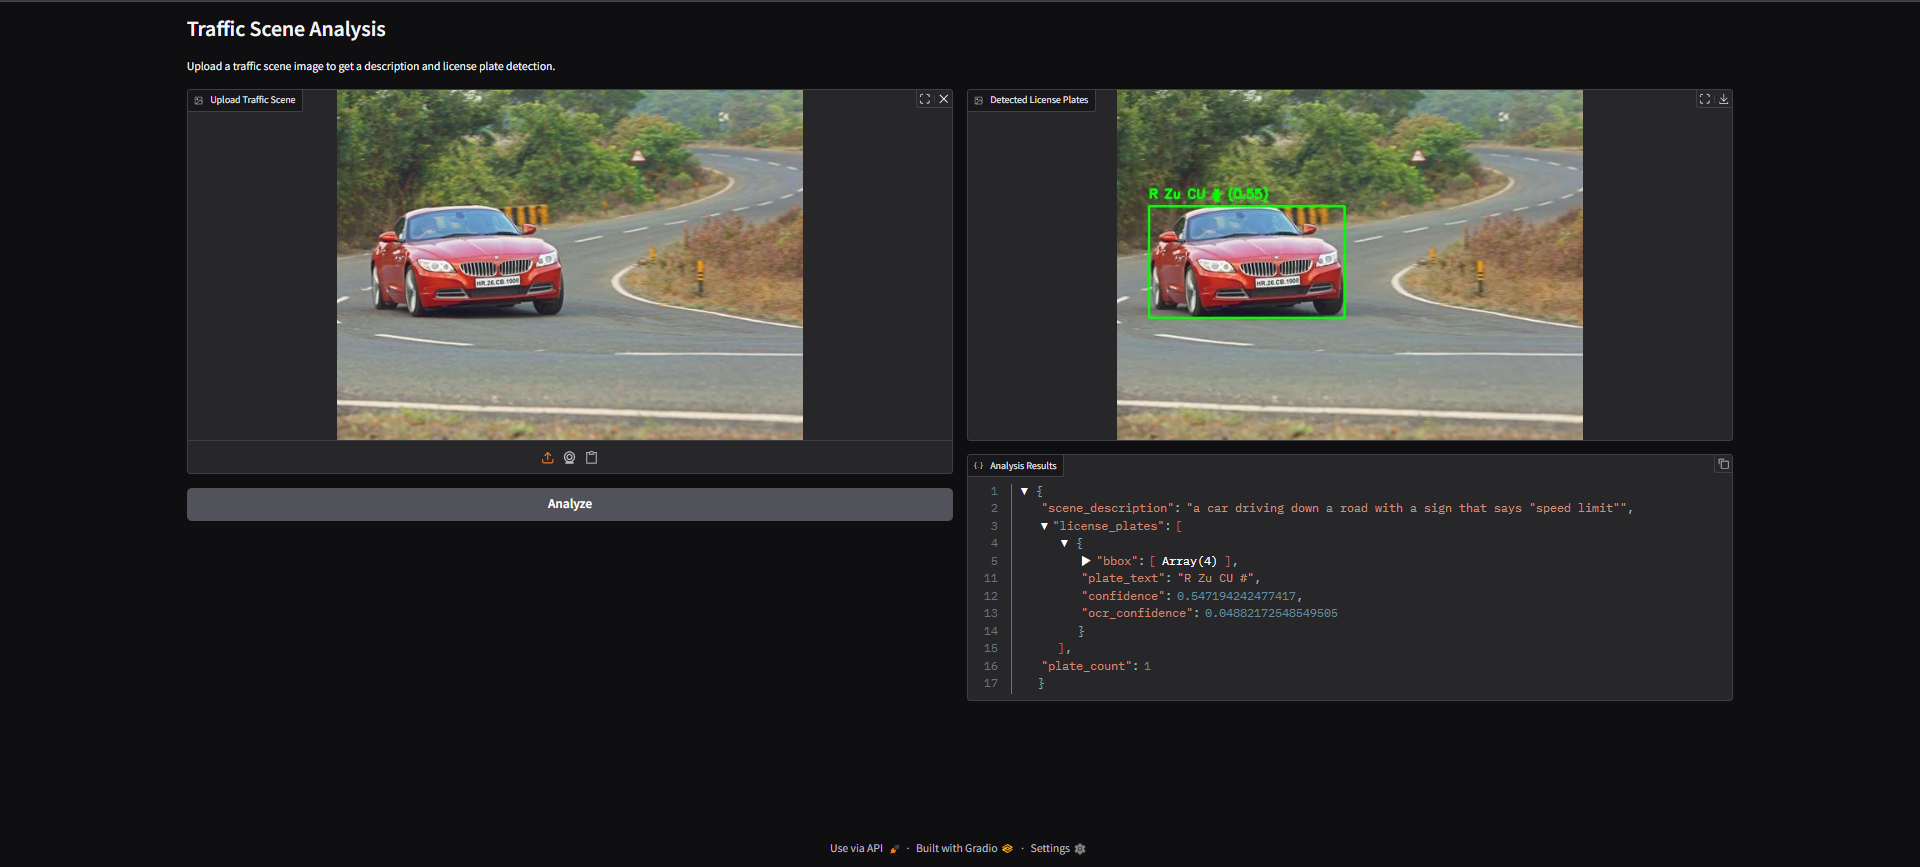 Traffic Scene Analysis
Upload a traffic scene image to get a description and license plate detection.
Upload Traffic Scene
HR.26.CB.1900
Analyze
Detected License Plates
R Zu CU # (0.55)
HR.26.CB.1900
Analysis Results
1 {
2 "scene_description": "a car driving down a road with a sign that says "speed limit"",
3 "license_plates": [
4 {
5 "bbox": [ Array(4) ],
11 "plate_text": "R Zu CU #",
12 "confidence": 0.547194242477417,
13 "ocr_confidence": 0.04882172548549505
14 }
15 ],
16 "plate_count": 1
17 }
Use via API · Built with Gradio · Settings